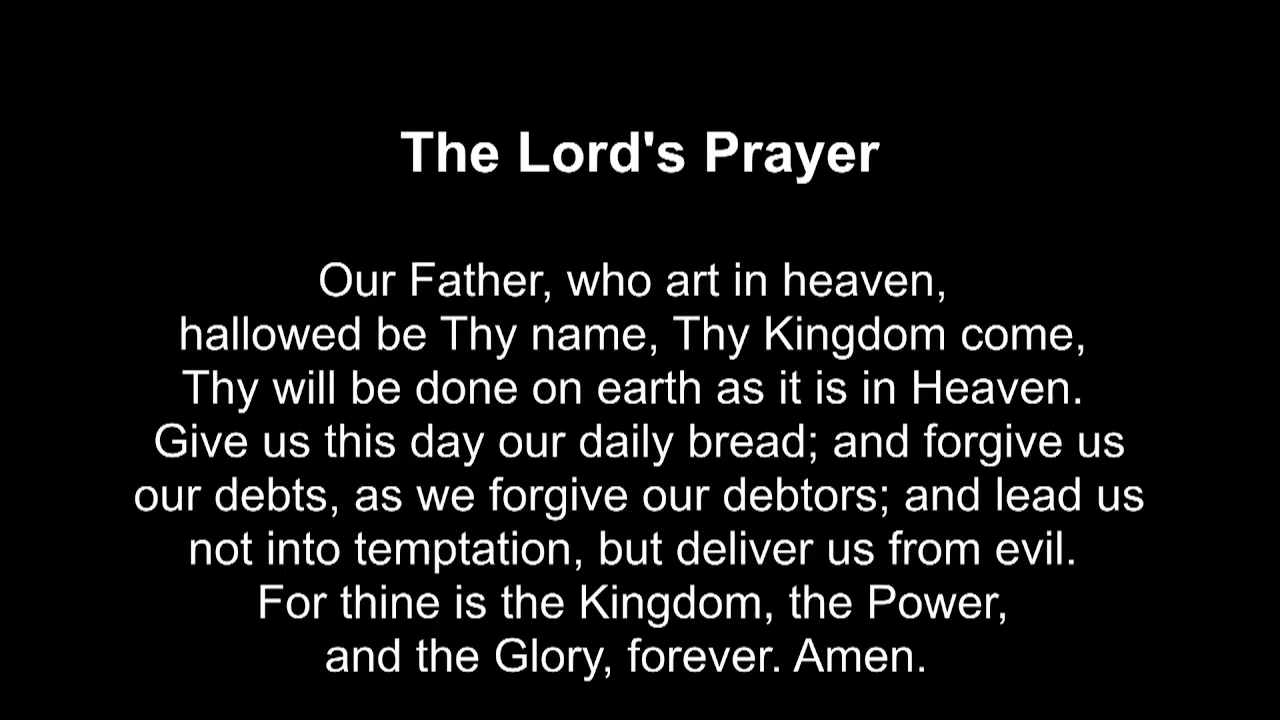 The Lord's Prayer
Our Father, who art in heaven,
hallowed be Thy name, Thy Kingdom come,
Thy will be done on earth as it is in Heaven.
Give us this day our daily bread; and forgive us
our debts, as we forgive our debtors; and lead us
not into temptation, but deliver us from evil.
For thine is the Kingdom, the Power,
and the Glory, forever. Amen.